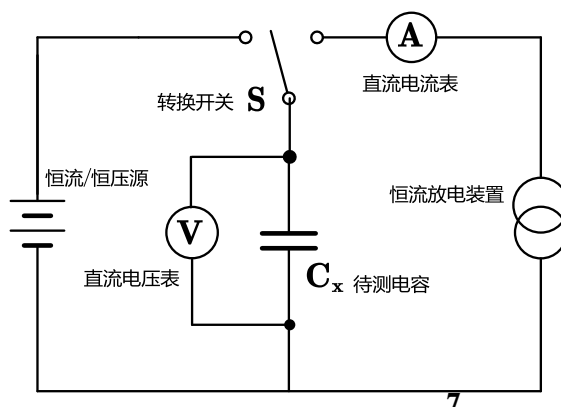 A
直流电流表
转换开关 S
恒流/恒压源
恒流放电装置
V
直流电压表
Cx 待测电容
7